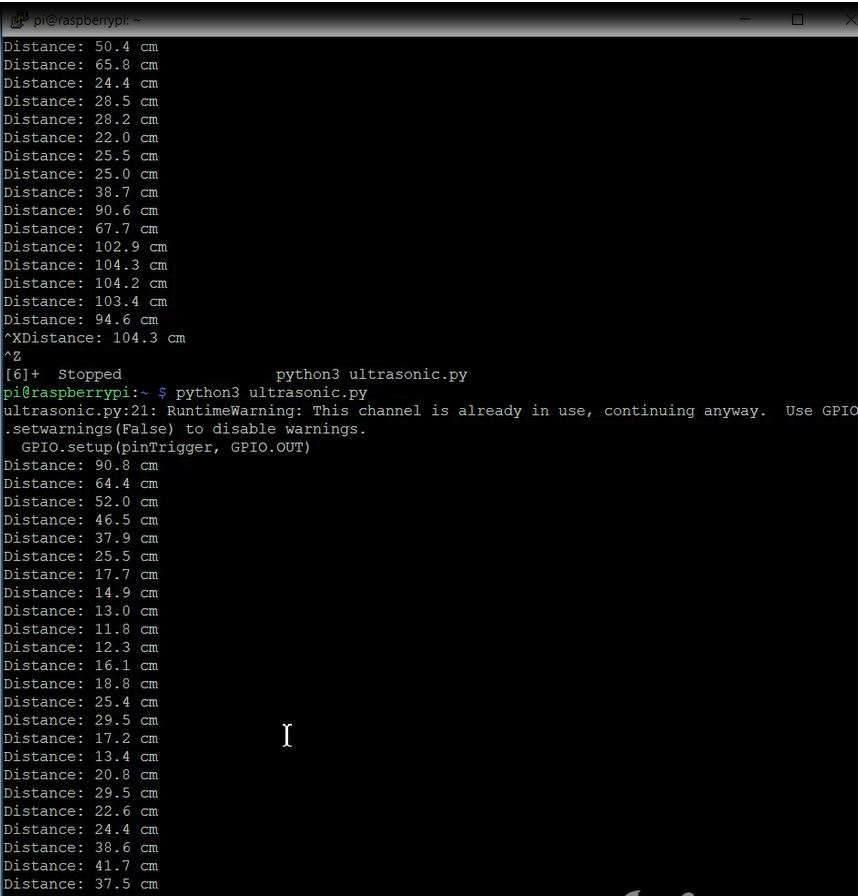 pi@raspberrypi: ~
Distance: 50.4 cm
Distance: 65.8 cm
Distance: 24.4 cm
Distance: 28.5 cm
Distance: 28.2 cm
Distance: 22.0 cm
Distance: 25.5 cm
Distance: 25.0 cm
Distance: 38.7 cm
Distance: 90.6 cm
Distance: 67.7 cm
Distance: 102.9 cm
Distance: 104.3 cm
Distance: 104.2 cm
Distance: 103.4 cm
Distance: 94.6 cm
^XDistance: 104.3 cm
^Z
[6]+  Stopped                 python3 ultrasonic.py
pi@raspberrypi:~ $ python3 ultrasonic.py
ultrasonic.py:21: RuntimeWarning: This channel is already in use, continuing anyway.  Use GPIO
.setwarnings(False) to disable warnings.
  GPIO.setup(pinTrigger, GPIO.OUT)
Distance: 90.8 cm
Distance: 64.4 cm
Distance: 52.0 cm
Distance: 46.5 cm
Distance: 37.9 cm
Distance: 25.5 cm
Distance: 17.7 cm
Distance: 14.9 cm
Distance: 13.0 cm
Distance: 11.8 cm
Distance: 12.3 cm
Distance: 16.1 cm
Distance: 18.8 cm
Distance: 25.4 cm
Distance: 29.5 cm
Distance: 17.2 cm
Distance: 13.4 cm
Distance: 20.8 cm
Distance: 29.5 cm
Distance: 22.6 cm
Distance: 24.4 cm
Distance: 38.6 cm
Distance: 41.7 cm
Distance: 37.5 cm